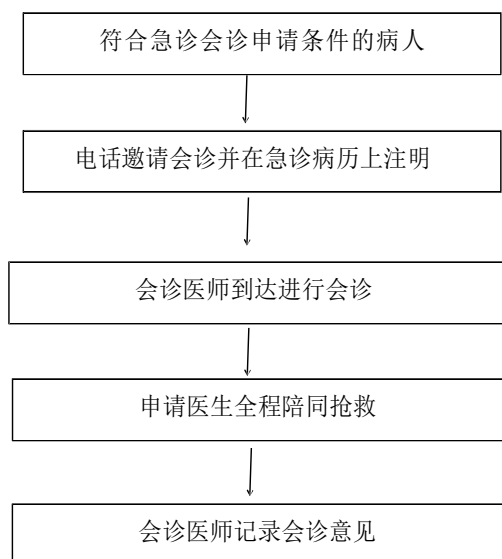 符合急诊会诊申请条件的病人
电话邀请会诊并在急诊病历上注明
会诊医师到达进行会诊
申请医生全程陪同抢救
会诊医师记录会诊意见